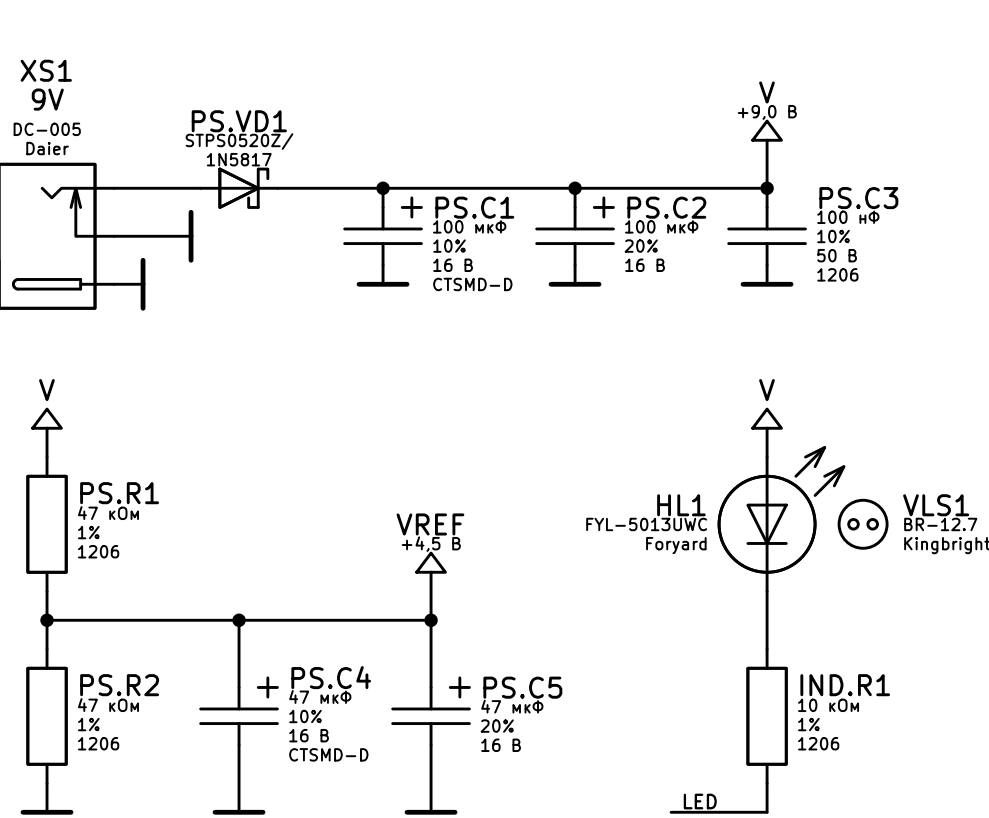 XS1
9V
DC-005
Daier
PS.VD1
STPS0520Z/
1N5817
V
+9,0 В
+ PS.C1
100 мкФ
10%
16 В
CTSMD-D
+ PS.C2
100 мкФ
20%
16 В
PS.C3
100 нФ
10%
50 В
1206
V
PS.R1
47 кОм
1%
1206
VREF
+4,5 В
PS.R2
47 кОм
1%
1206
+ PS.C4
47 мкФ
10%
16 В
CTSMD-D
+ PS.C5
47 мкФ
20%
16 В
V
HL1
FYL-5013UWC
Foryard
VLS1
BR-12.7
Kingbright
IND.R1
10 кОм
1%
1206
LED